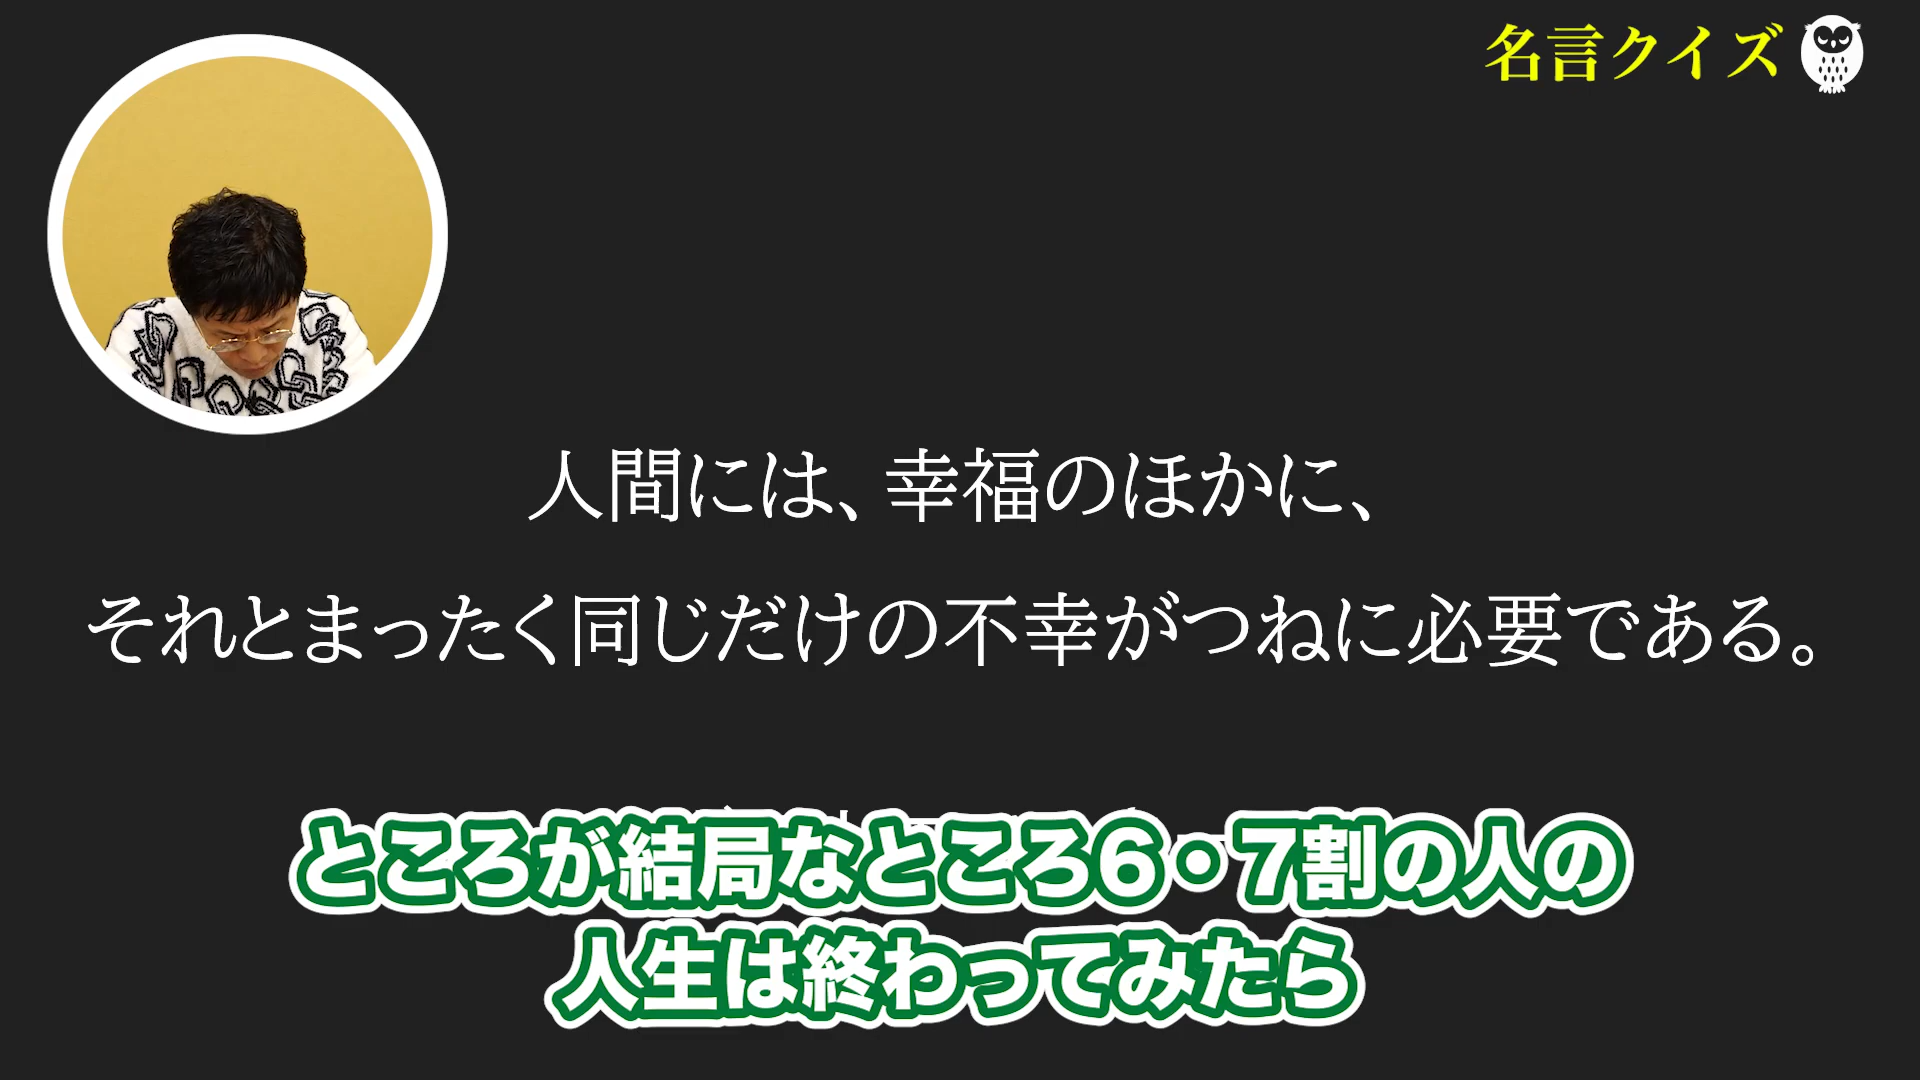 名言クイズ
人間には、幸福のほかに、
それとまったく同じだけの不幸がつねに必要である。
ところが結局なところ6・7割の人の
人生は終わってみたら